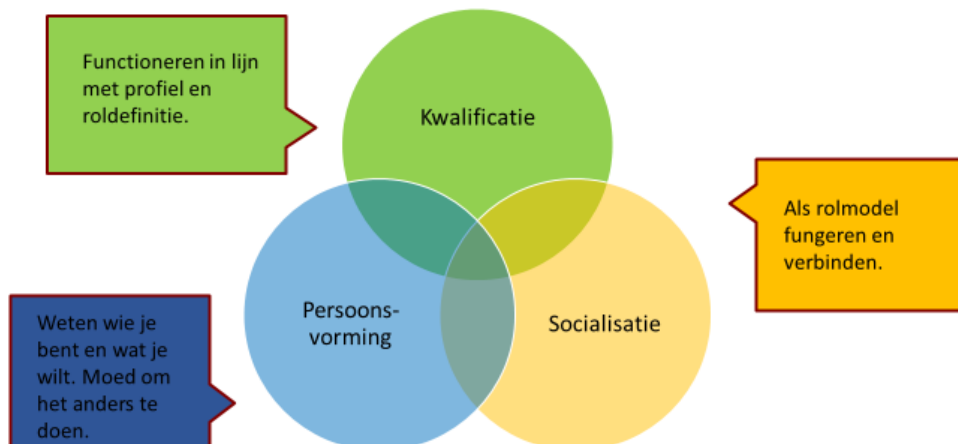 Functioneren in lijn
met profiel en
roldefinitie.
Kwalificatie
Als rolmodel
fungeren en
verbinden.
Persoons-
vorming
Socialisatie
Weten wie je
bent en wat je
wilt. Moed om
het anders te
doen.